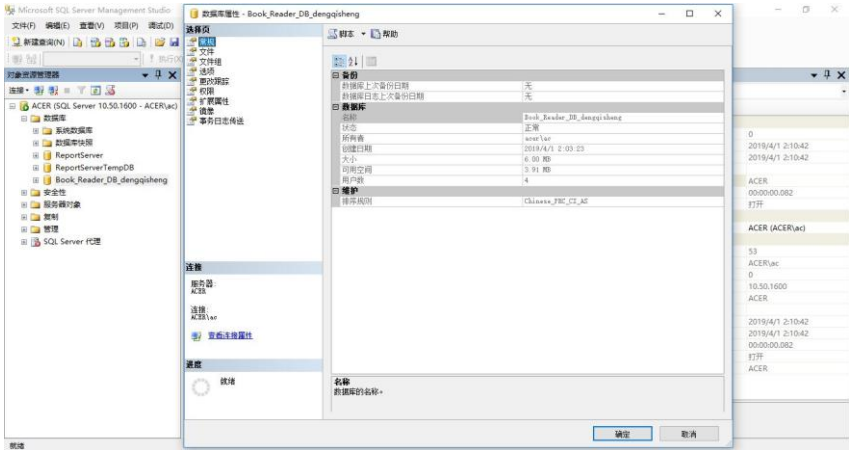 Microsoft SQL Server Management Studio
文件(F) 编辑(E) 查看(V) 项目(P) 调试(D)
新建查询(N)
执行(X)
对象资源管理器
连接
ACER (SQL Server 10.50.1600 - ACER\ac)
数据库
系统数据库
数据库快照
ReportServer
ReportServerTempDB
Book_Reader_DB_dengqisheng
安全性
服务器对象
复制
管理
SQL Server 代理
就绪
数据库属性 - Book_Reader_DB_dengqisheng
选择页
常规
文件
文件组
选项
更改跟踪
权限
扩展属性
镜像
事务日志传送
连接
服务器:
ACER
连接:
ACER\ac
查看连接属性
进度
就绪
脚本 帮助
备份
数据库上次备份日期 无
数据库日志上次备份日期 无
数据库
名称 Book_Reader_DB_dengqisheng
状态 正常
所有者 acer\ac
创建日期 2019/4/1 2:03:23
大小 6.00 MB
可用空间 3.91 MB
用户数 4
维护
排序规则 Chinese_PRC_CI_AS
名称
数据库的名称。
确定 取消
0
2019/4/1 2:10:42
2019/4/1 2:10:42
ACER
00:00:00.082
打开
ACER (ACER\ac)
53
ACER\ac
0
10.50.1600
ACER
2019/4/1 2:10:42
2019/4/1 2:10:42
00:00:00.082
打开
ACER